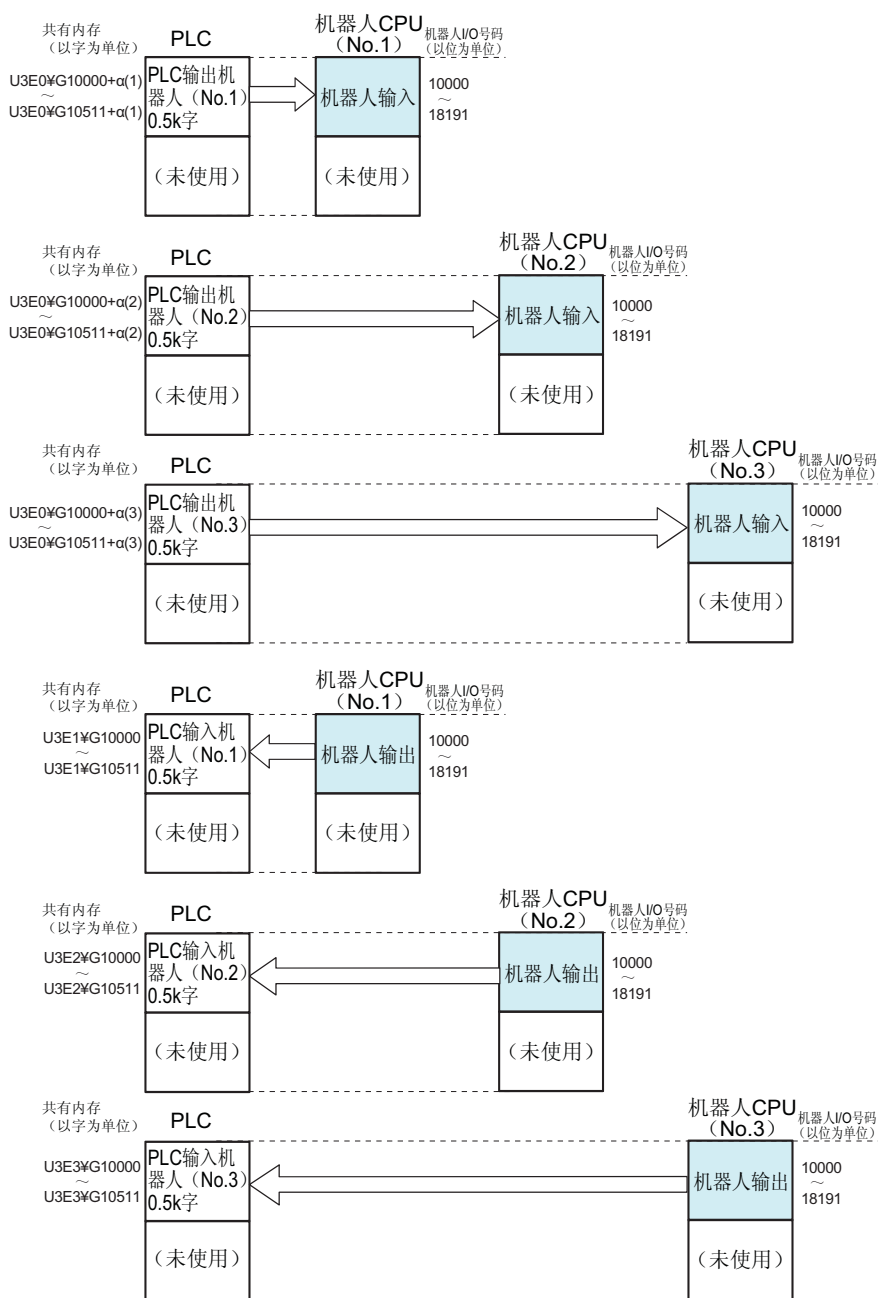 共有内存
（以字为单位）
PLC
机器人CPU
（No.1）
机器人I/O号码
（以位为单位）
U3E0¥G10000+α(1)
～
U3E0¥G10511+α(1)
PLC输出机
器人（No.1）
0.5k字
机器人输入
10000
～
18191
（未使用）
（未使用）
共有内存
（以字为单位）
PLC
机器人CPU
（No.2）
机器人I/O号码
（以位为单位）
U3E0¥G10000+α(2)
～
U3E0¥G10511+α(2)
PLC输出机
器人（No.2）
0.5k字
机器人输入
10000
～
18191
（未使用）
（未使用）
共有内存
（以字为单位）
PLC
机器人CPU
（No.3）
机器人I/O号码
（以位为单位）
U3E0¥G10000+α(3)
～
U3E0¥G10511+α(3)
PLC输出机
器人（No.3）
0.5k字
机器人输入
10000
～
18191
（未使用）
（未使用）
共有内存
（以字为单位）
PLC
机器人CPU
（No.1）
机器人I/O号码
（以位为单位）
U3E1¥G10000
～
U3E1¥G10511
PLC输入机
器人（No.1）
0.5k字
机器人输出
10000
～
18191
（未使用）
（未使用）
共有内存
（以字为单位）
PLC
机器人CPU
（No.2）
机器人I/O号码
（以位为单位）
U3E2¥G10000
～
U3E2¥G10511
PLC输入机
器人（No.2）
0.5k字
机器人输出
10000
～
18191
（未使用）
（未使用）
共有内存
（以字为单位）
PLC
机器人CPU
（No.3）
机器人I/O号码
（以位为单位）
U3E3¥G10000
～
U3E3¥G10511
PLC输入机
器人（No.3）
0.5k字
机器人输出
10000
～
18191
（未使用）
（未使用）